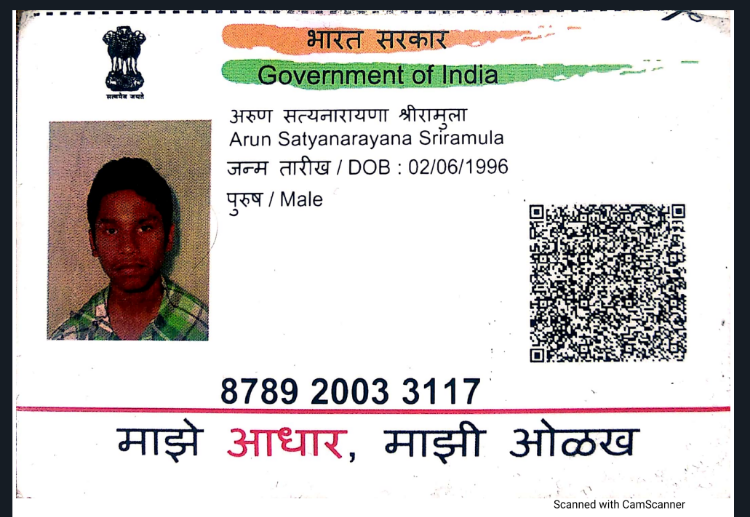 भारत सरकार
Government of India
सत्यमेव जयते
अरुण सत्यनारायणा श्रीरामुला
Arun Satyanarayana Sriramula
जन्म तारीख / DOB : 02/06/1996
पुरुष / Male
8789 2003 3117
माझे आधार, माझी ओळख
Scanned with CamScanner